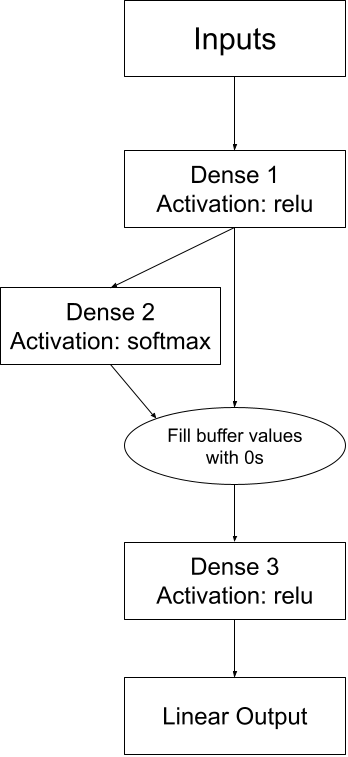 Inputs
Dense 1
Activation: relu
Dense 2
Activation: softmax
Fill buffer values
with 0s
Dense 3
Activation: relu
Linear Output